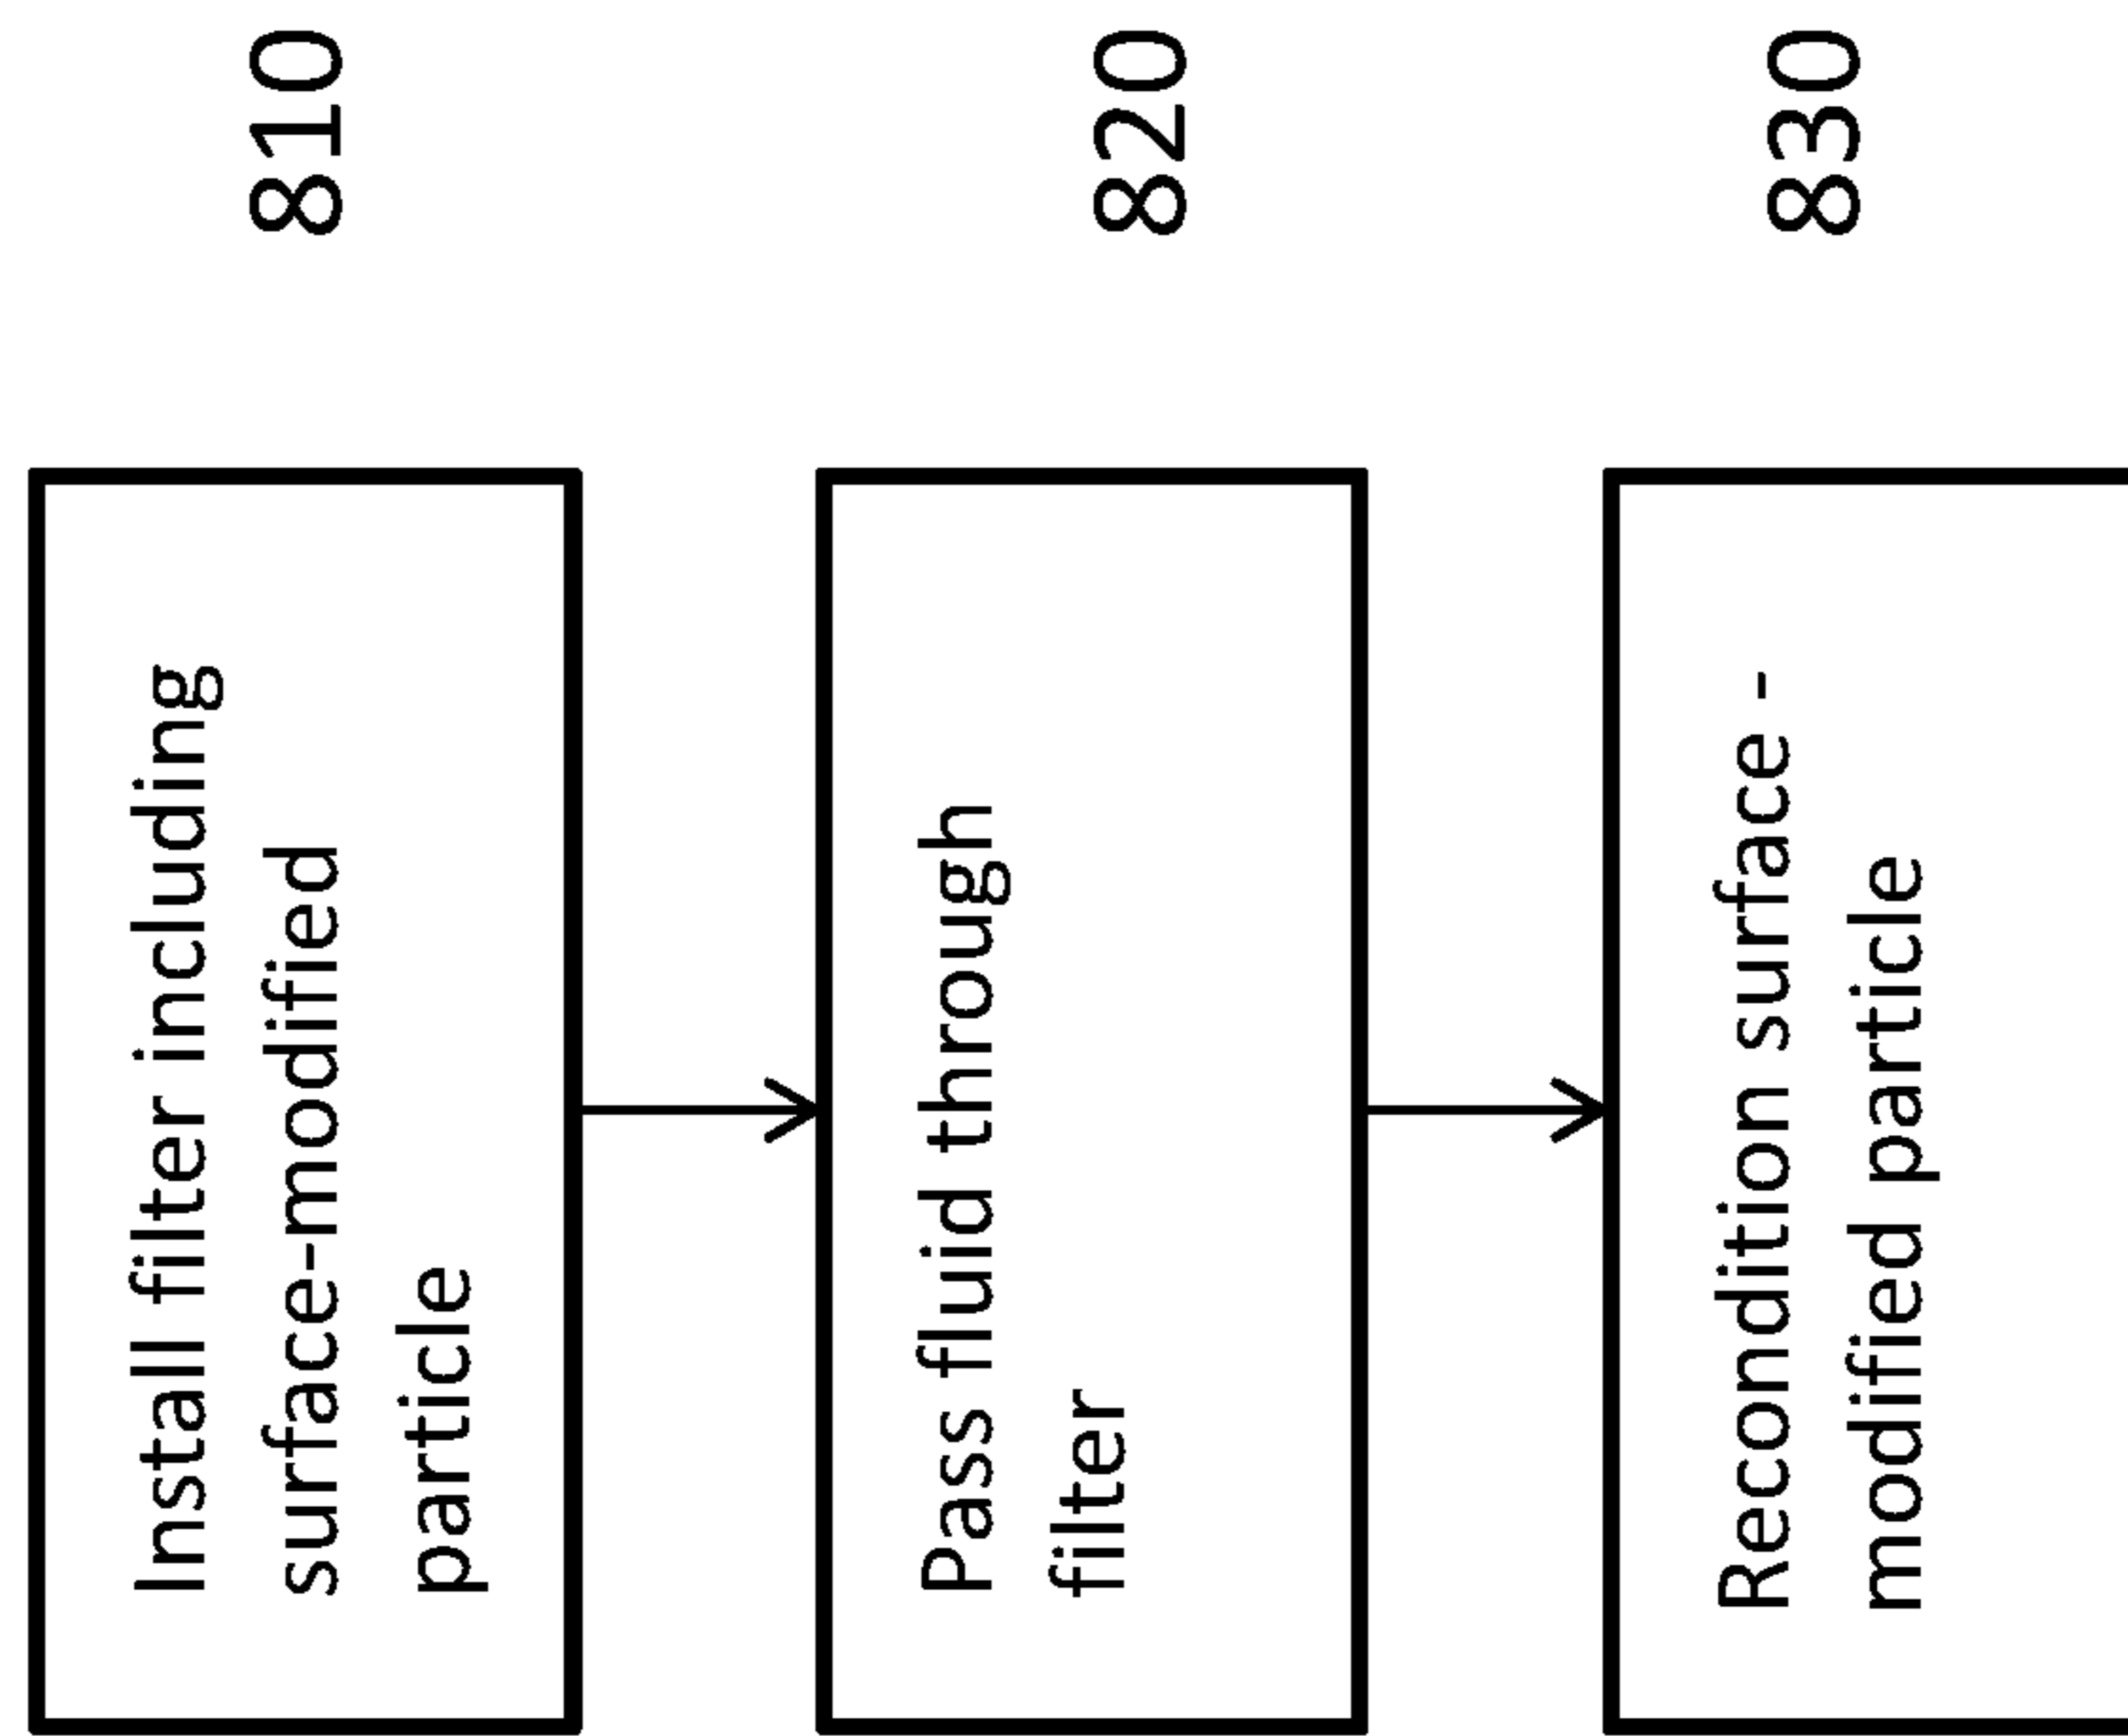 Install filter including
surface-modified
particle
810
Pass fluid through
filter
820
Recondition surface -
modified particle
830